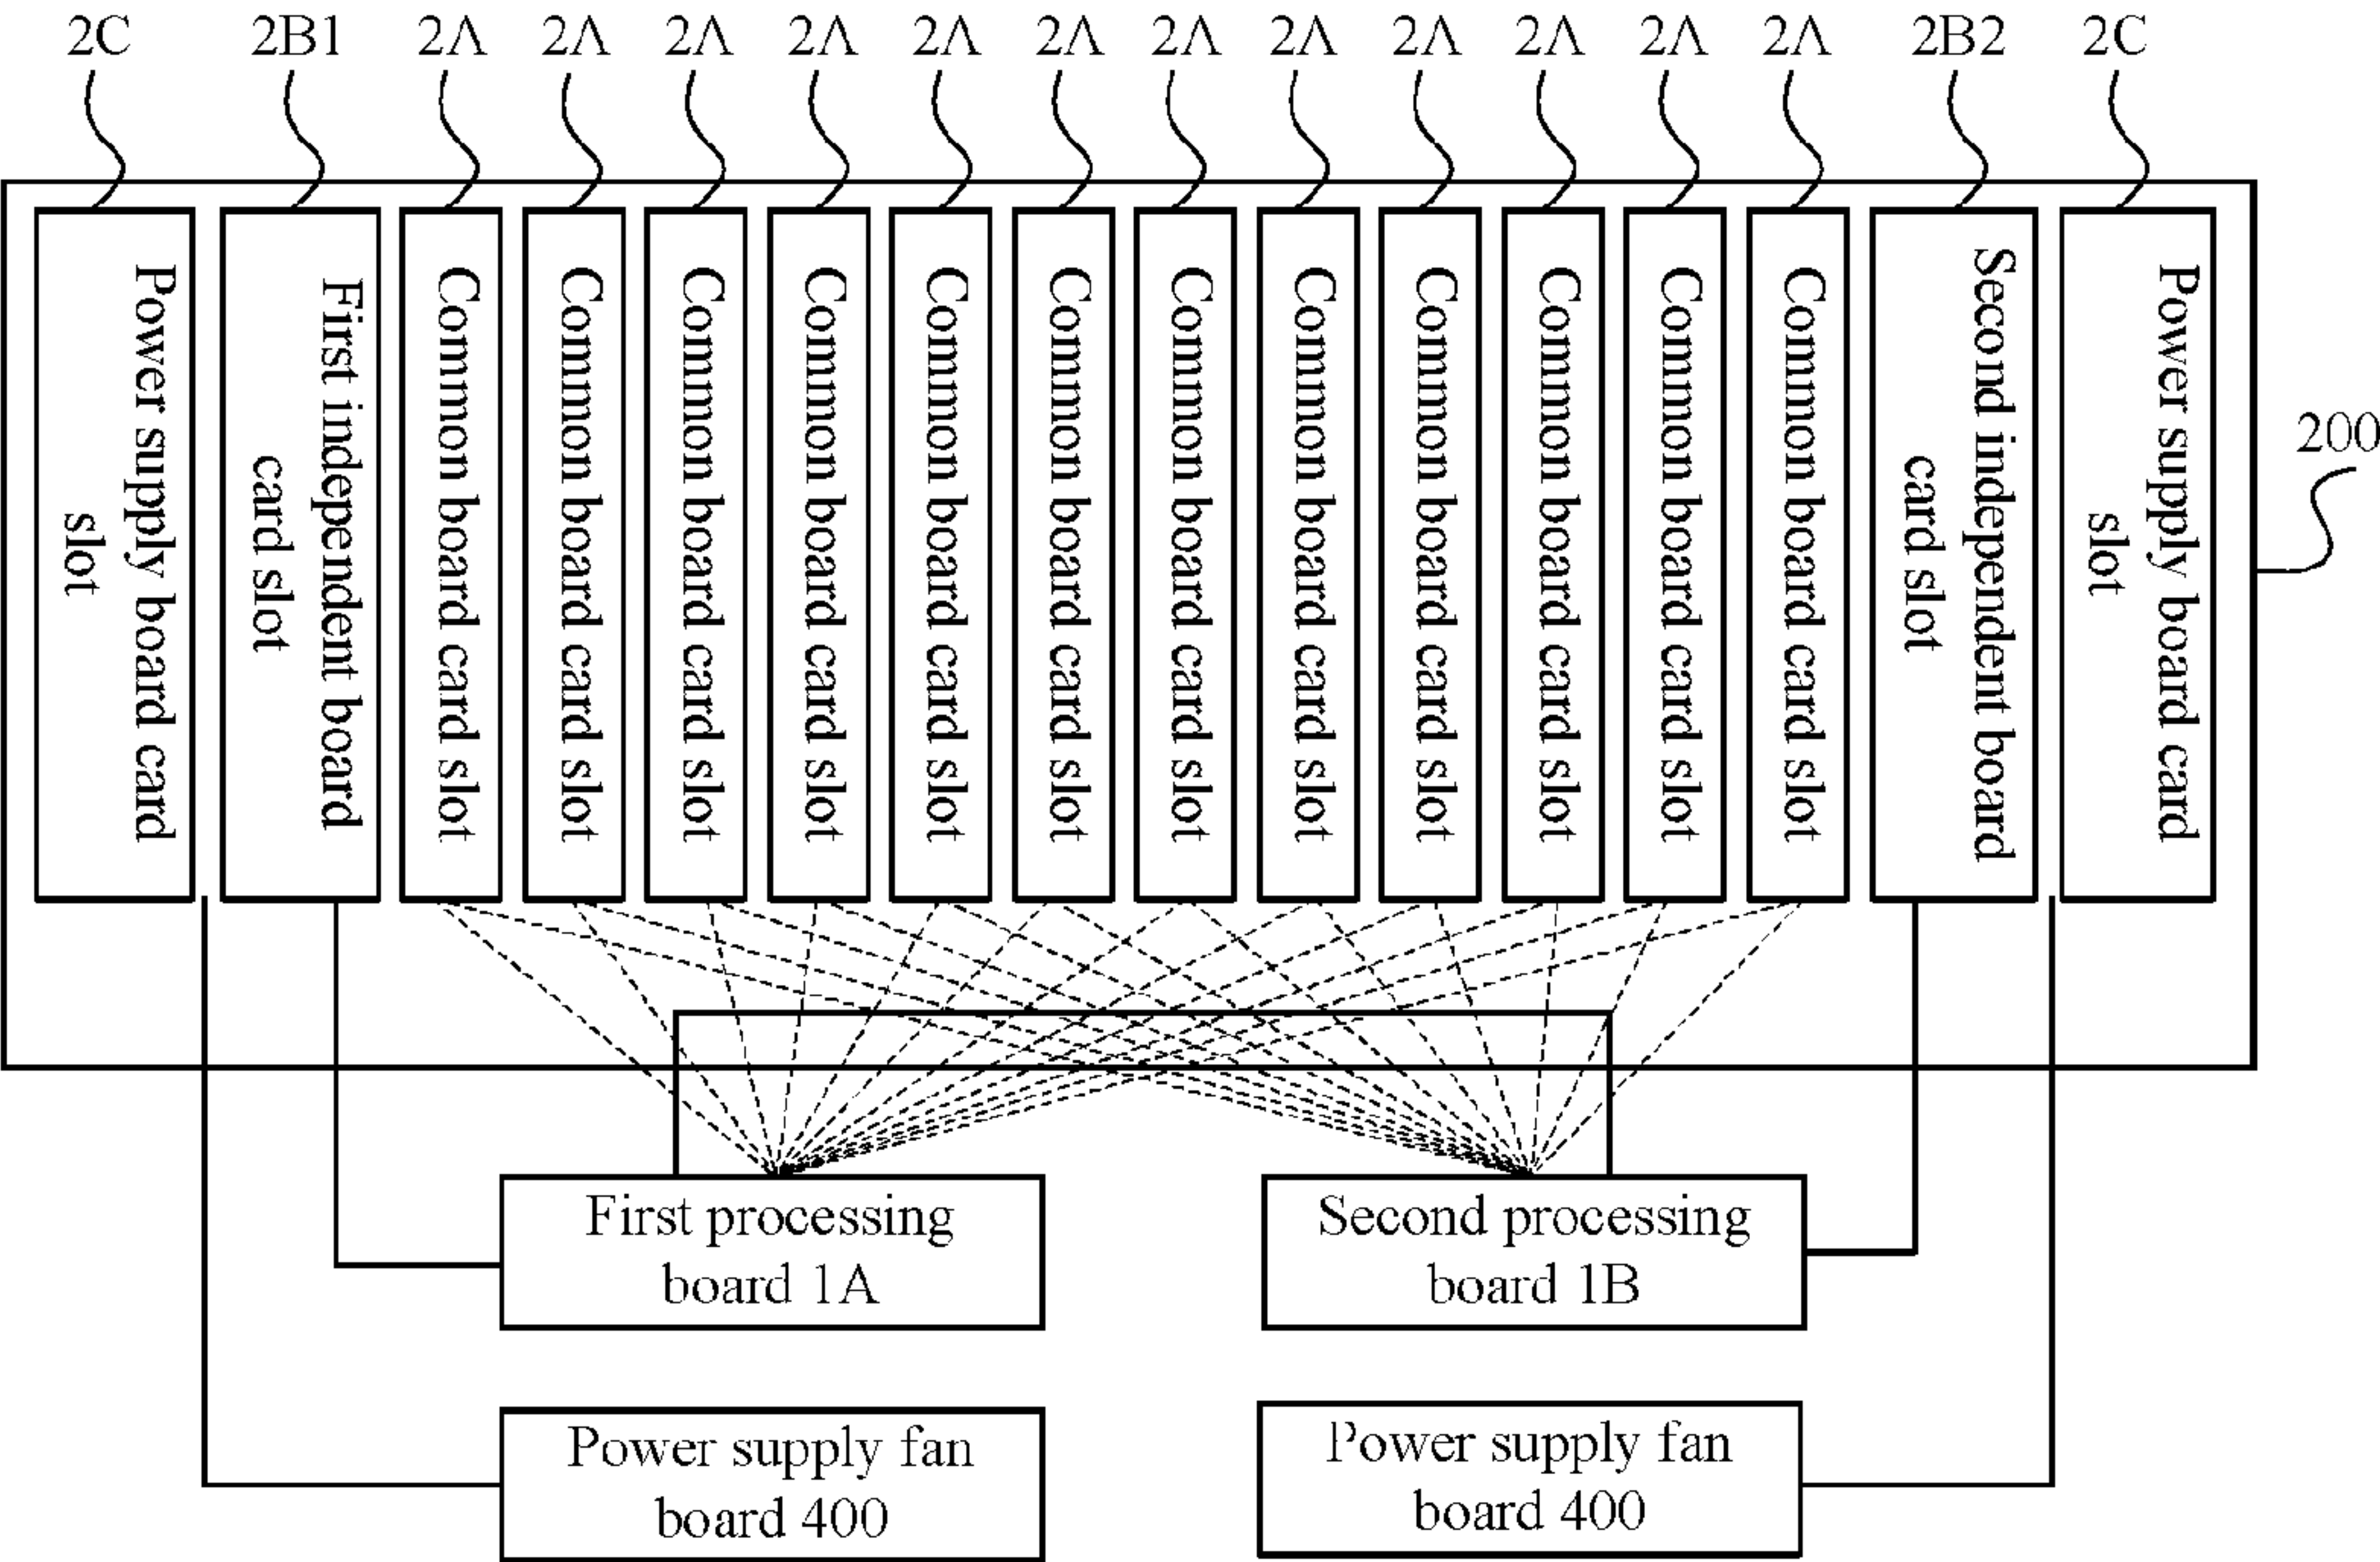 2C 2B1 2A 2A 2A 2A 2A 2A 2A 2A 2A 2A 2A 2A 2B2 2C
Power supply board card
slot
First independent board
card slot
Common board card slot
Common board card slot
Common board card slot
Common board card slot
Common board card slot
Common board card slot
Common board card slot
Common board card slot
Common board card slot
Common board card slot
Common board card slot
Common board card slot
Second independent board
card slot
Power supply board card
slot
200
First processing
board 1A
Second processing
board 1B
Power supply fan
board 400
Power supply fan
board 400